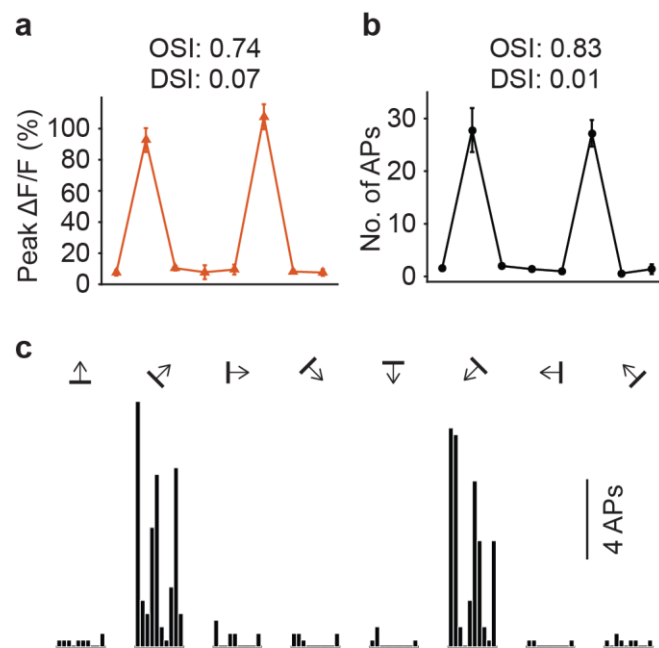 a
OSI: 0.74
DSI: 0.07
Peak ΔF/F (%)
100
80
60
40
20
0
b
OSI: 0.83
DSI: 0.01
No. of APs
30
20
10
0
c
4 APs